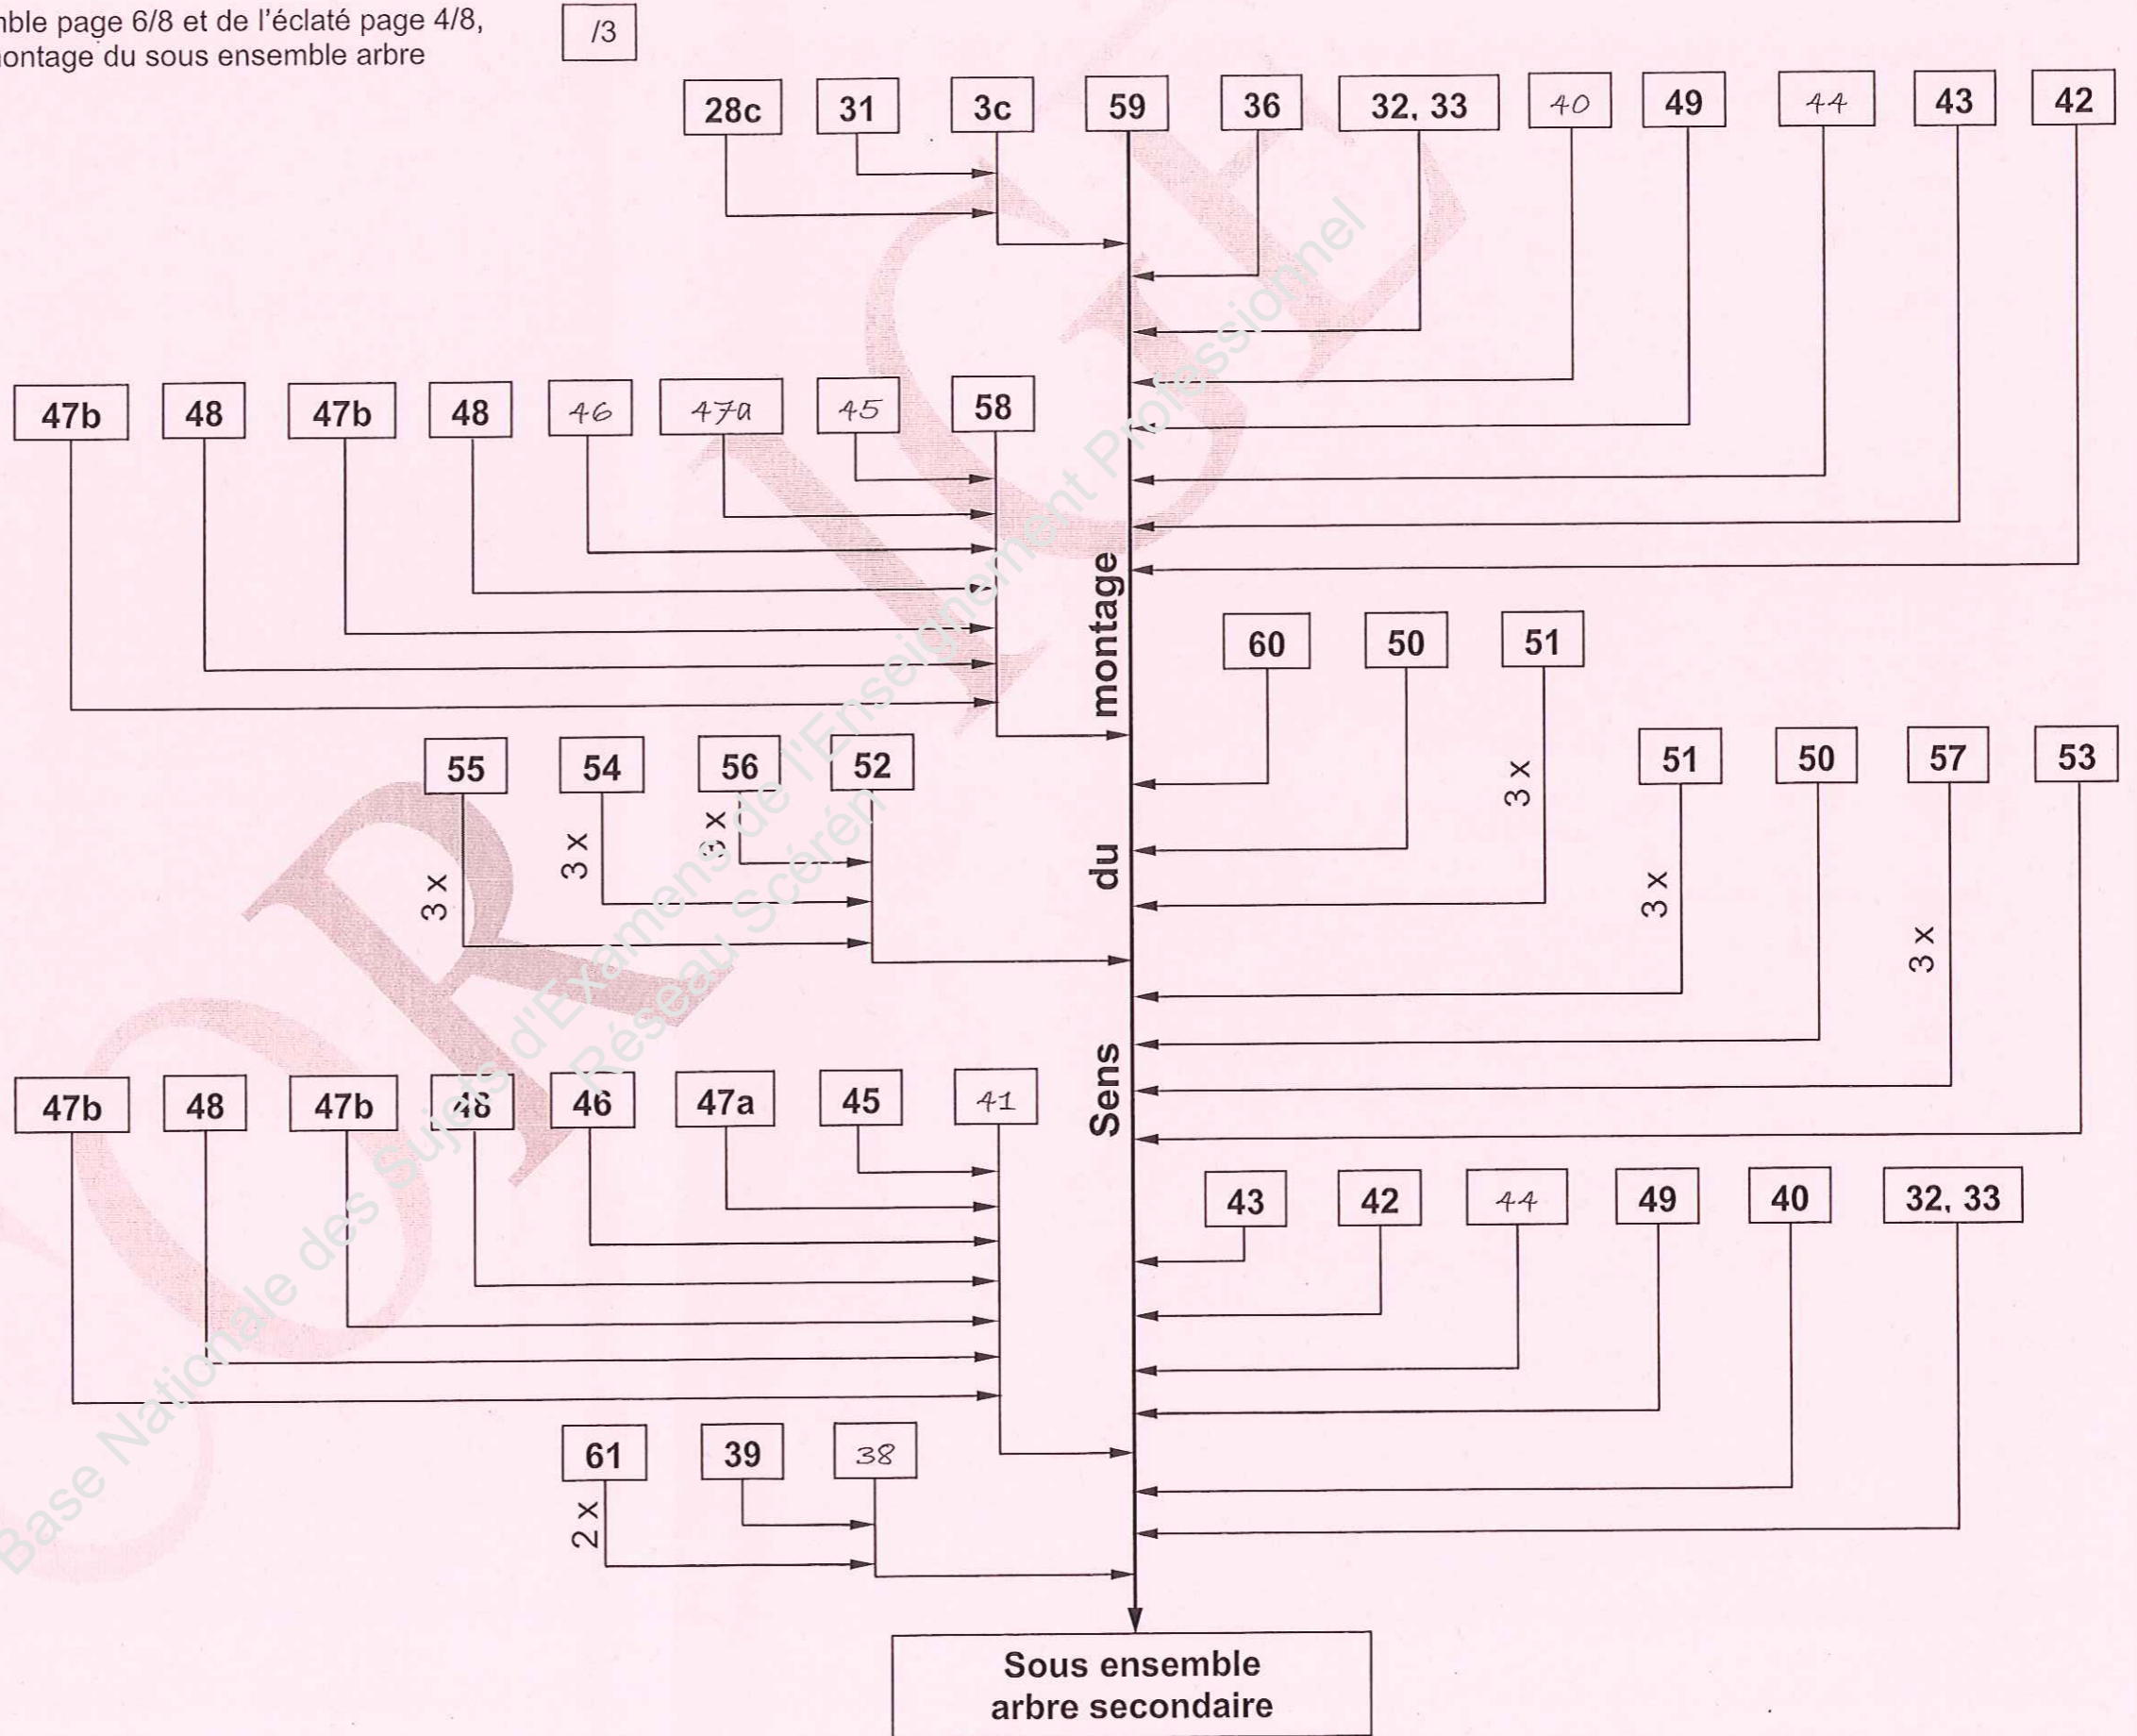 ble page 6/8 et de l'éclaté page 4/8,
ontage du sous ensemble arbre
/3
28c 31 3c 59 36 32, 33 40 49 44 43 42
47b 48 47b 48 46 47a 45 58
60 50 51
3 x
55 54 56 52
3 x 3 x x
51 50 57 53
3 x 3 x
Sens du montage
47b 48 47b 48 46 47a 45 41
43 42 44 49 40 32, 33
61 39 38
2 x
Sous ensemble
arbre secondaire
Base Nationale des Sujets d'Examens de l'Enseignement Professionnel
Réseau Scérén